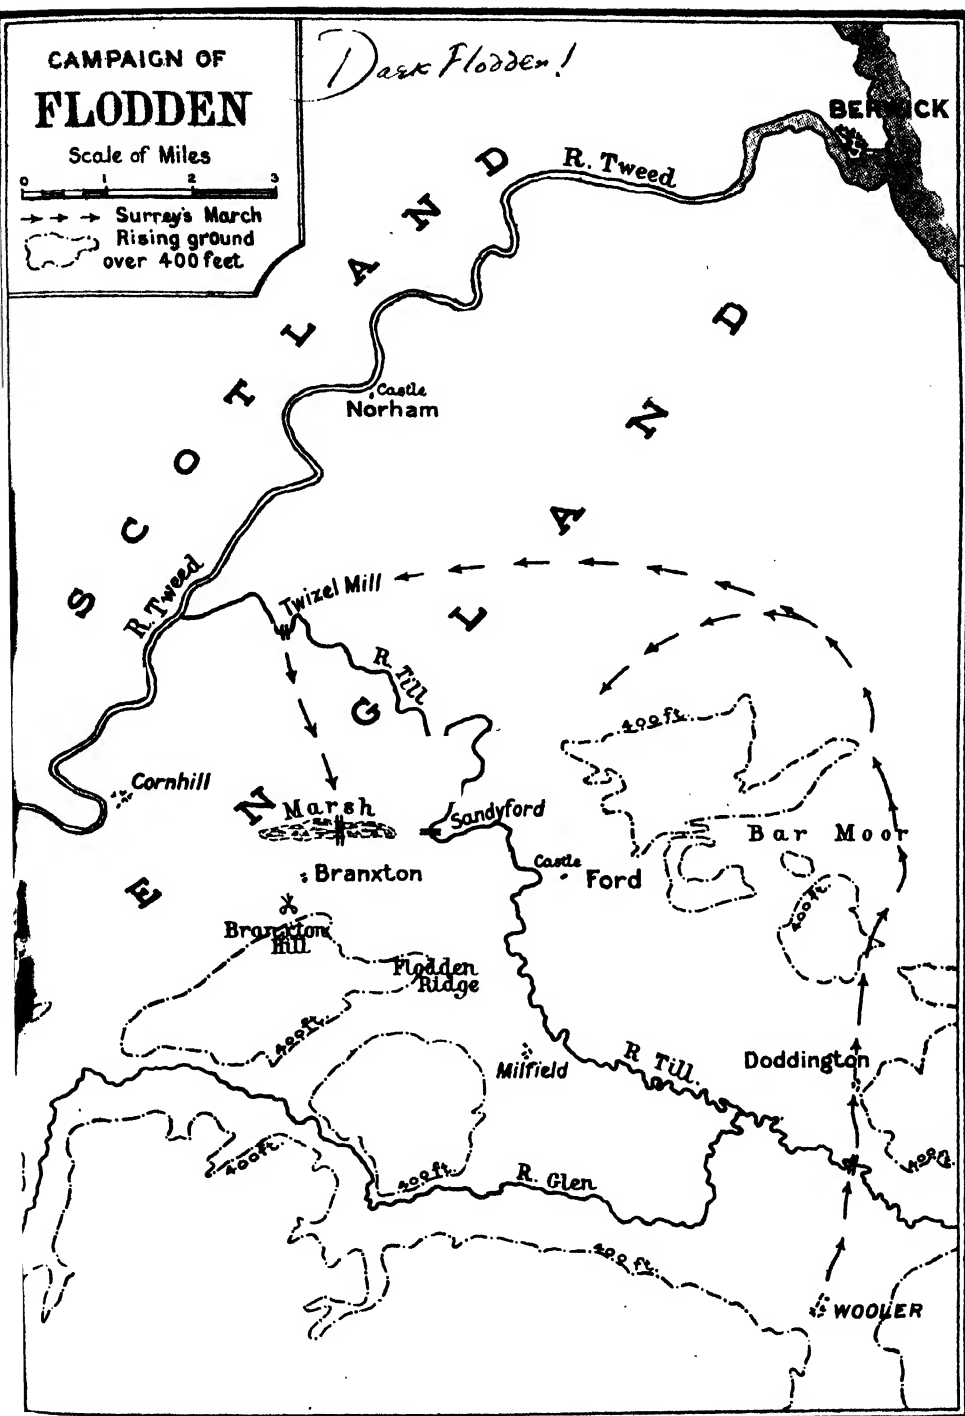 CAMPAIGN OF
FLODDEN
Scale of Miles
0 1 2 3
Surrey's March
Rising ground
over 400 feet
Dark Flodden!
BERWICK
R. Tweed
SCOTLAND
ENGLAND
Castle
Norham
R. Tweed
Twizel Mill
R. Till
400 ft.
Cornhill
Marsh
Sandyford
Bar Moor
Castle
Ford
Branxton
400 ft.
Branxton
Hill
Flodden
Ridge
400 ft.
Milfield
R Till.
Doddington
400 ft.
400 ft.
400 ft.
R. Glen
400 ft.
WOOLER